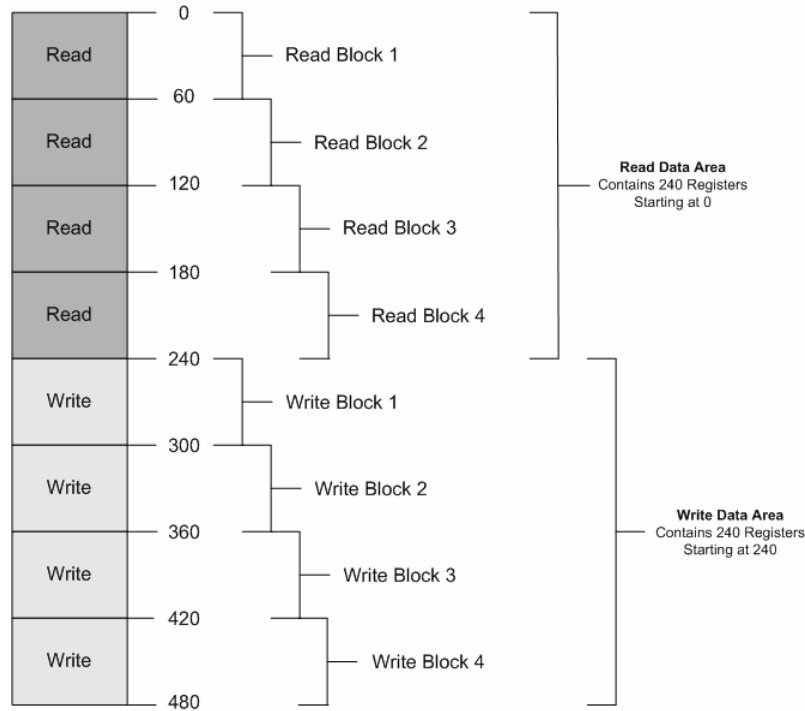 0
Read
Read Block 1
60
Read
Read Block 2
120
Read Data Area
Contains 240 Registers
Starting at 0
Read
Read Block 3
180
Read
Read Block 4
240
Write
Write Block 1
300
Write
Write Block 2
360
Write Data Area
Contains 240 Registers
Starting at 240
Write
Write Block 3
420
Write
Write Block 4
480